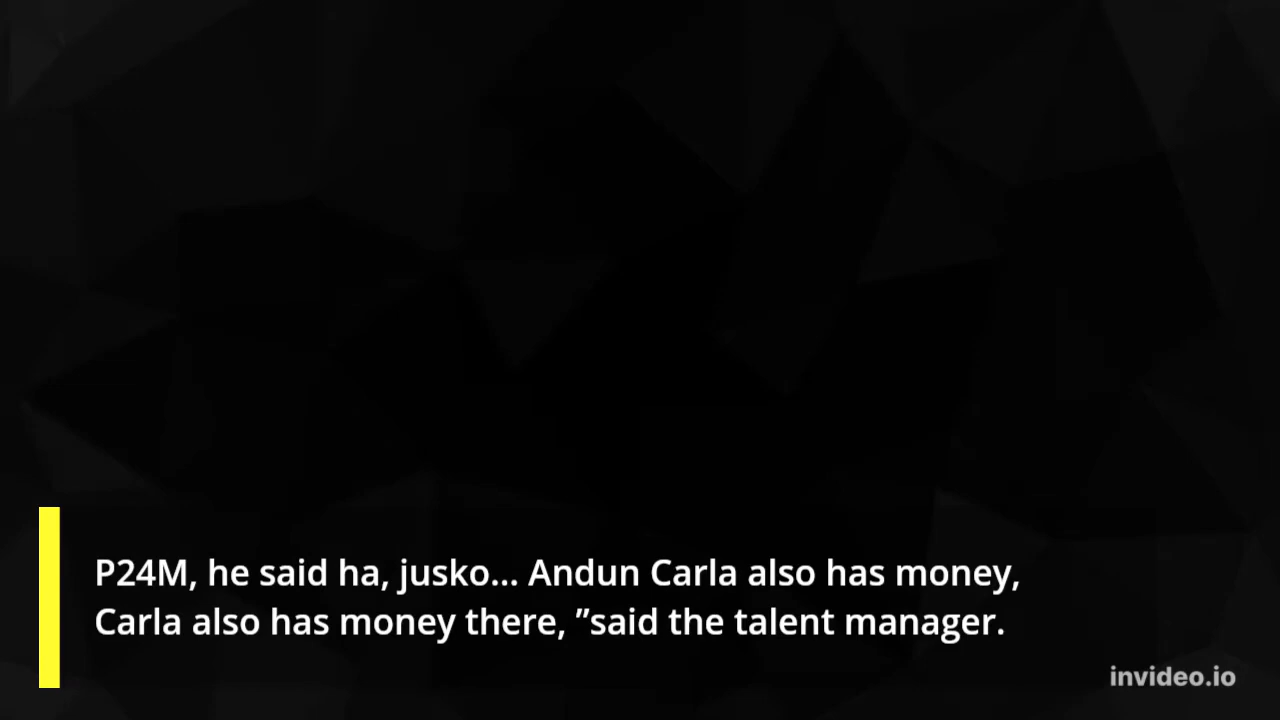 P24M, he said ha, jusko... Andun Carla also has money,
Carla also has money there, ”said the talent manager.
invideo.io